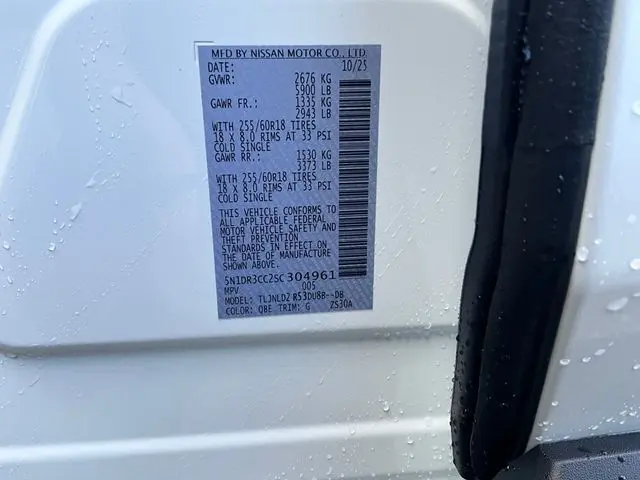 MFD BY NISSAN MOTOR CO., LTD.
DATE: 10/25
GVWR: 2676 KG
5900 LB
GAWR FR.: 1335 KG
2943 LB
WITH 255/60R18 TIRES
18 X 8.0 RIMS AT 33 PSI
COLD SINGLE
GAWR RR.: 1530 KG
3373 LB
WITH 255/60R18 TIRES
18 X 8.0 RIMS AT 33 PSI
COLD SINGLE
THIS VEHICLE CONFORMS TO
ALL APPLICABLE FEDERAL
MOTOR VEHICLE SAFETY AND
THEFT PREVENTION
STANDARDS IN EFFECT ON
THE DATE OF MANUFACTURE
SHOWN ABOVE.
5N1DR3CC2SC304961
MPV 005
MODEL: TLJNLD2 R53DU8B--DB
COLOR: QBE TRIM: G ZS30A